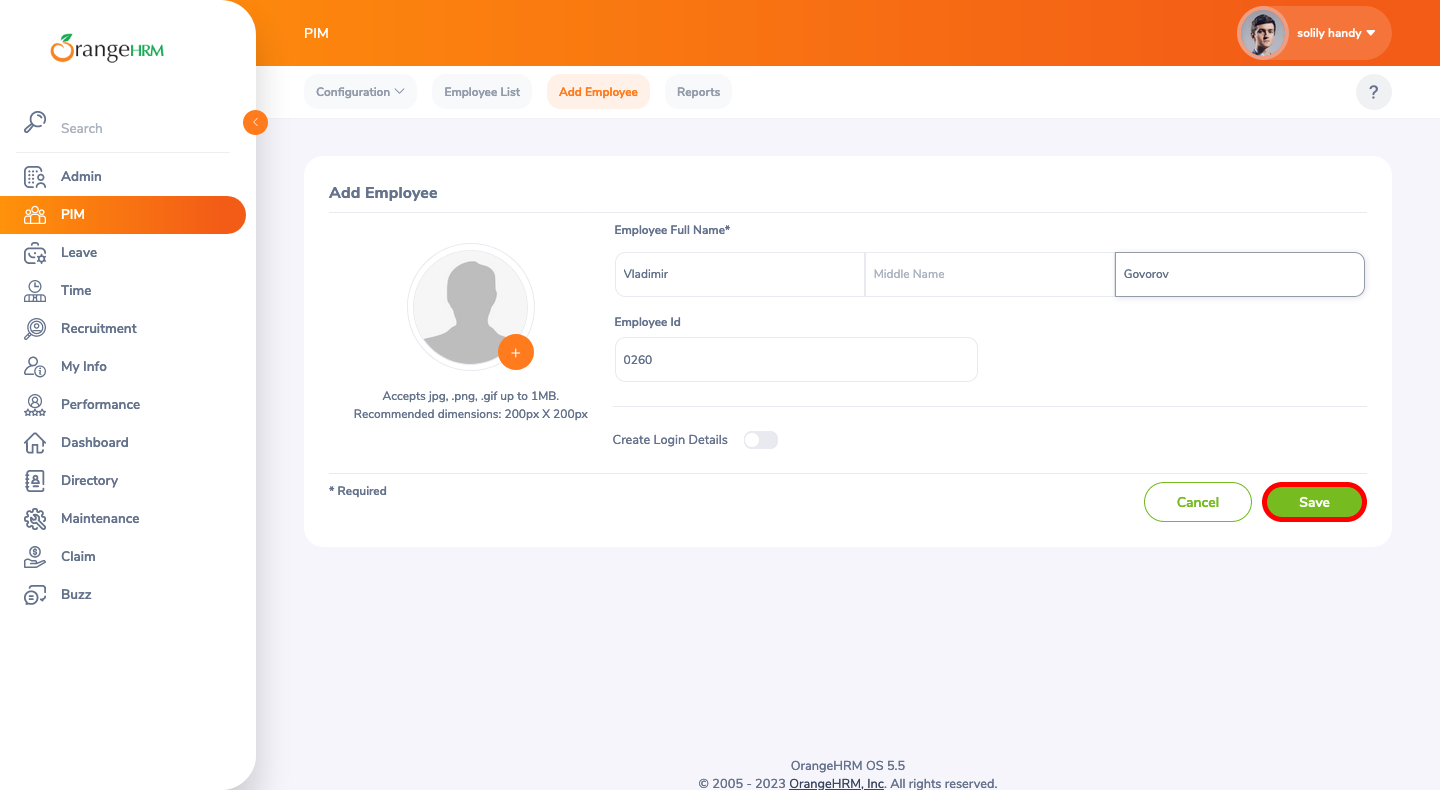 OrangeHRM
PIM
solily handy
Configuration
Employee List
Add Employee
Reports
?
Search
Admin
PIM
Leave
Time
Recruitment
My Info
Performance
Dashboard
Directory
Maintenance
Claim
Buzz
Add Employee
Employee Full Name*
Vladimir
Middle Name
Govorov
Employee Id
0260
Accepts jpg, .png, .gif up to 1MB.
Recommended dimensions: 200px X 200px
Create Login Details
* Required
Cancel
Save
OrangeHRM OS 5.5
© 2005 - 2023 OrangeHRM, Inc. All rights reserved.